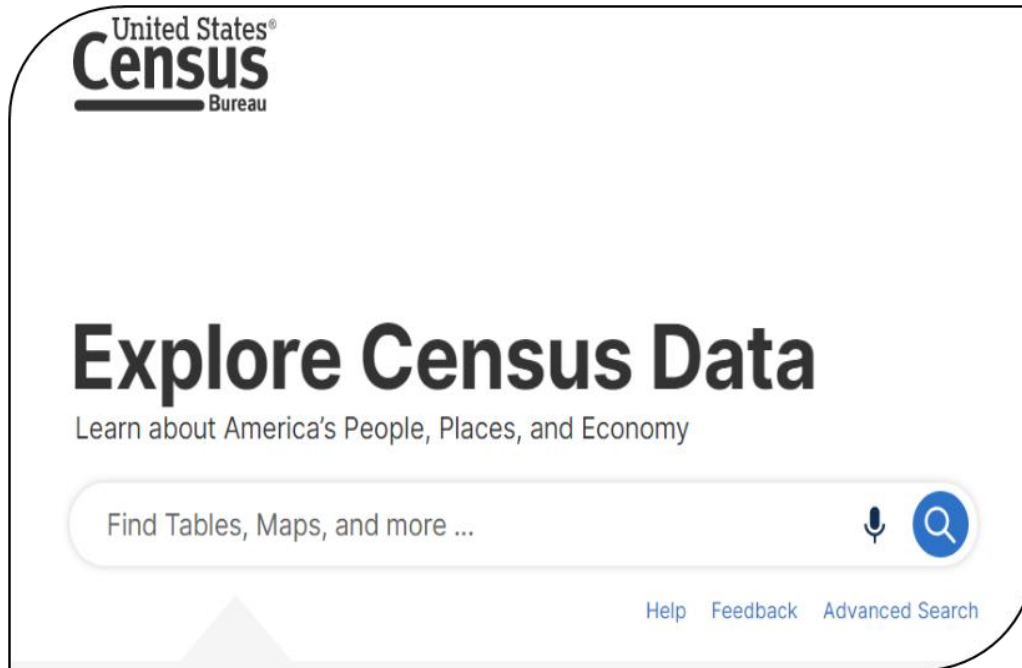 United States®
Census
Bureau
Explore Census Data
Learn about America's People, Places, and Economy
Find Tables, Maps, and more ...
Help Feedback Advanced Search